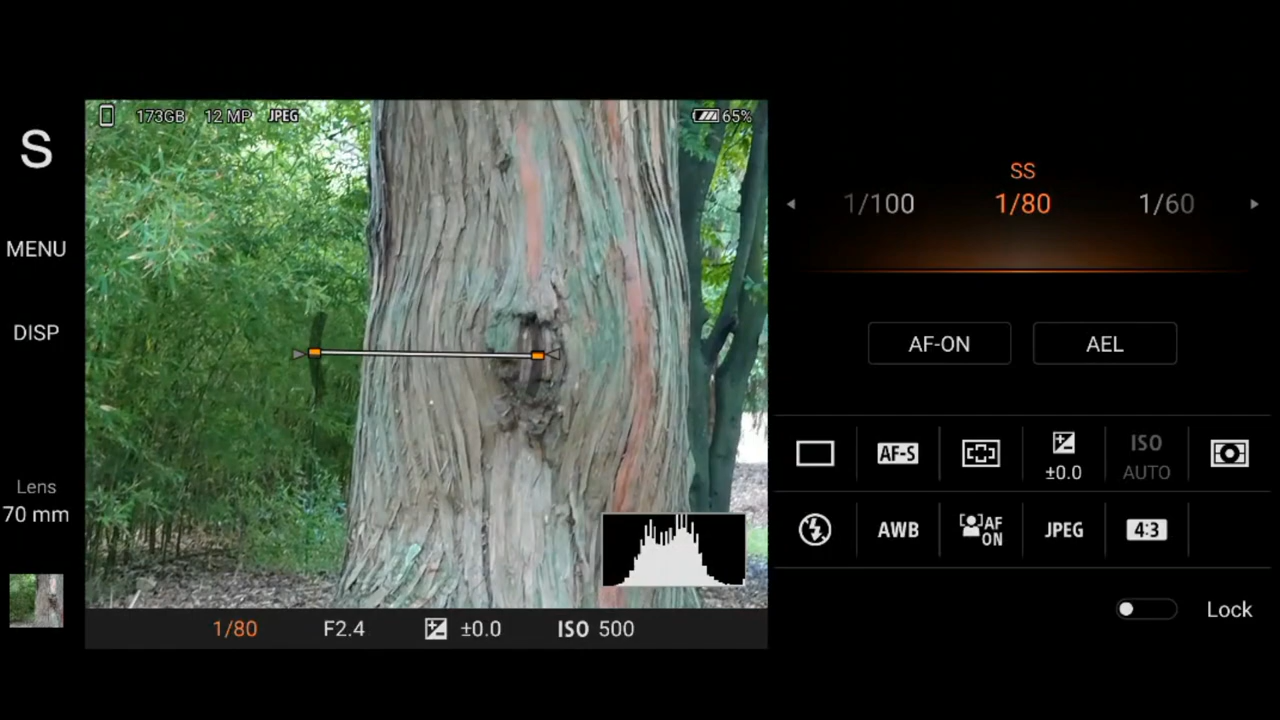 173GB 12 MP JPEG 65%
S
MENU
DISP
Lens
70 mm
1/80 F2.4 ±0.0 ISO 500
SS
1/100 1/80 1/60
AF-ON AEL
AF-S ±0.0 ISO AUTO
AWB AF ON JPEG 4:3
Lock